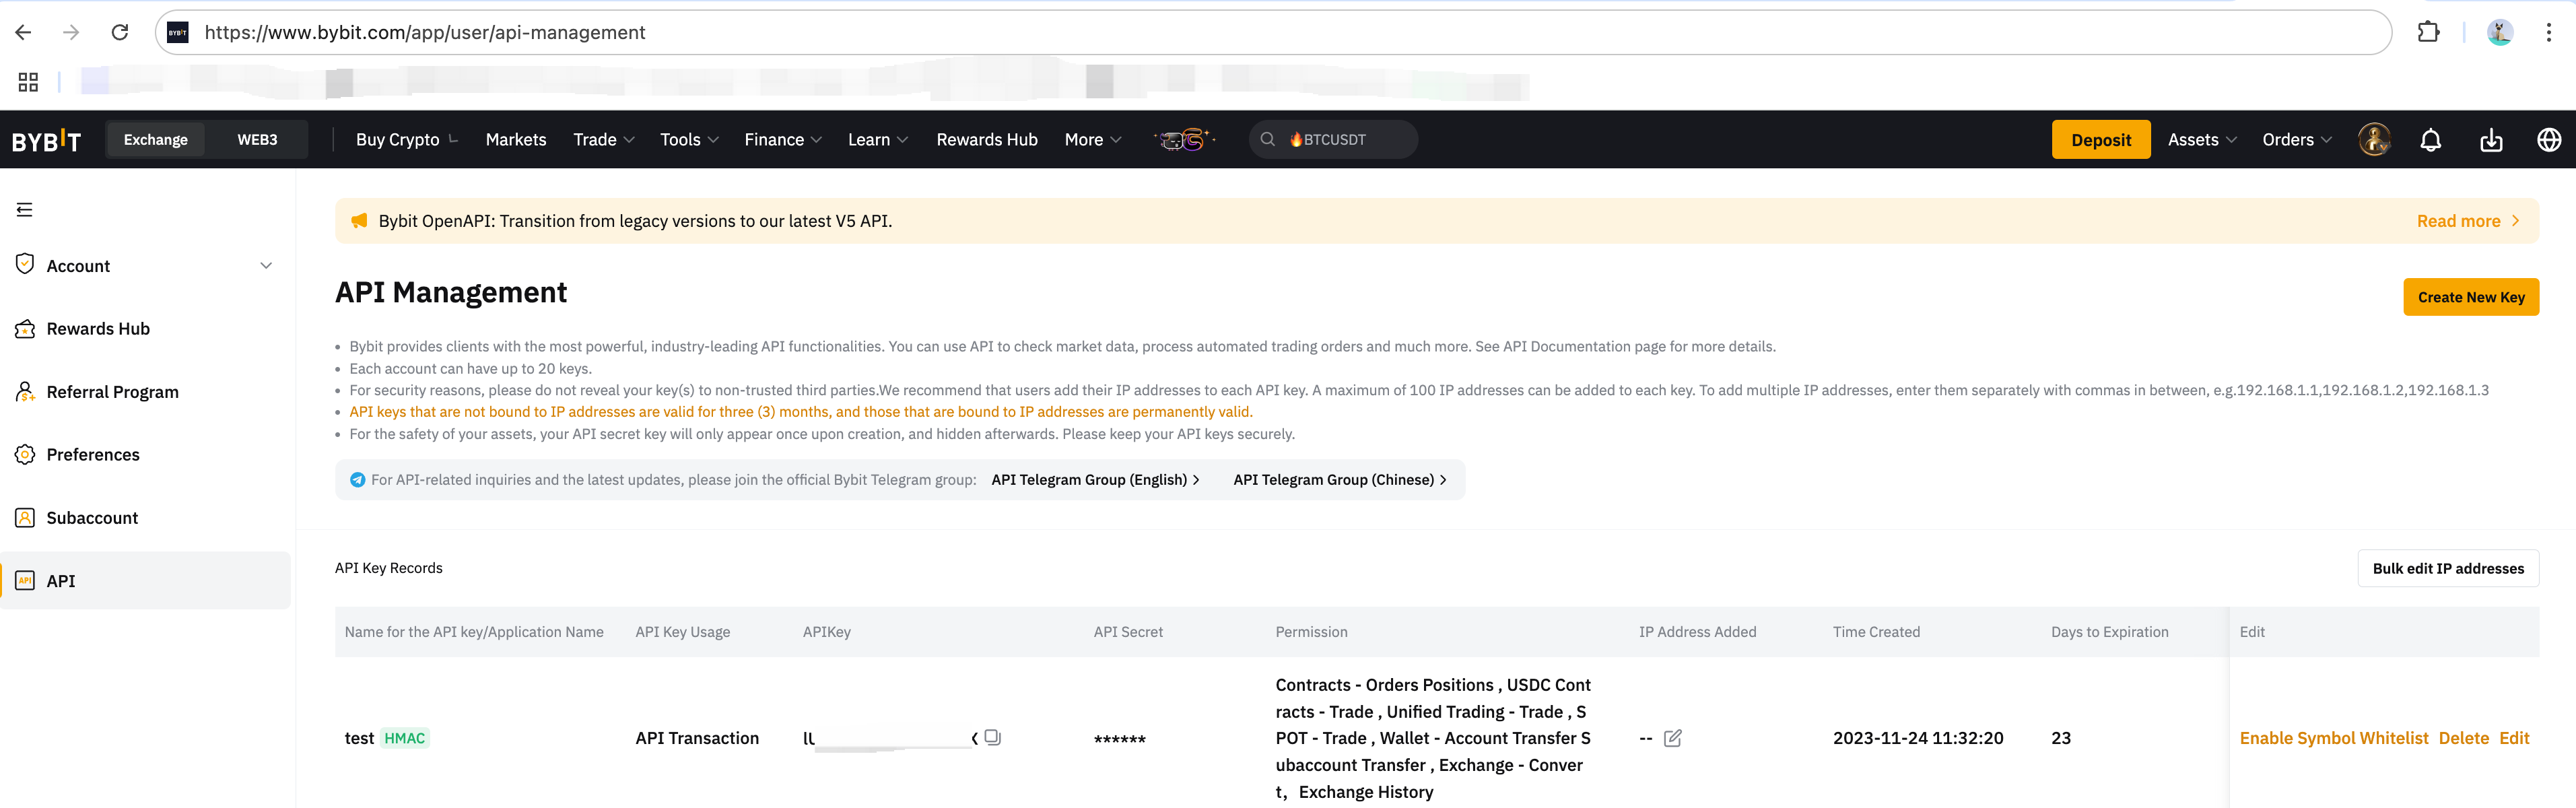 https://www.bybit.com/app/user/api-management
BYBIT Exchange WEB3 Buy Crypto Markets Trade Tools Finance Learn Rewards Hub More 🔥BTCUSDT Deposit Assets Orders
Bybit OpenAPI: Transition from legacy versions to our latest V5 API. Read more
Account
Rewards Hub
Referral Program
Preferences
Subaccount
API
API Management
Create New Key
• Bybit provides clients with the most powerful, industry-leading API functionalities. You can use API to check market data, process automated trading orders and much more. See API Documentation page for more details.
• Each account can have up to 20 keys.
• For security reasons, please do not reveal your key(s) to non-trusted third parties.We recommend that users add their IP addresses to each API key. A maximum of 100 IP addresses can be added to each key. To add multiple IP addresses, enter them separately with commas in between, e.g.192.168.1.1,192.168.1.2,192.168.1.3
• API keys that are not bound to IP addresses are valid for three (3) months, and those that are bound to IP addresses are permanently valid.
• For the safety of your assets, your API secret key will only appear once upon creation, and hidden afterwards. Please keep your API keys securely.
For API-related inquiries and the latest updates, please join the official Bybit Telegram group: API Telegram Group (English) > API Telegram Group (Chinese) >
API Key Records
Bulk edit IP addresses
Name for the API key/Application Name API Key Usage APIKey API Secret Permission IP Address Added Time Created Days to Expiration Edit
test HMAC API Transaction ****** -- 2023-11-24 11:32:20 23 Enable Symbol Whitelist Delete Edit
Contracts - Orders Positions , USDC Cont
racts - Trade , Unified Trading - Trade , S
POT - Trade , Wallet - Account Transfer S
ubaccount Transfer , Exchange - Conver
t,  Exchange History